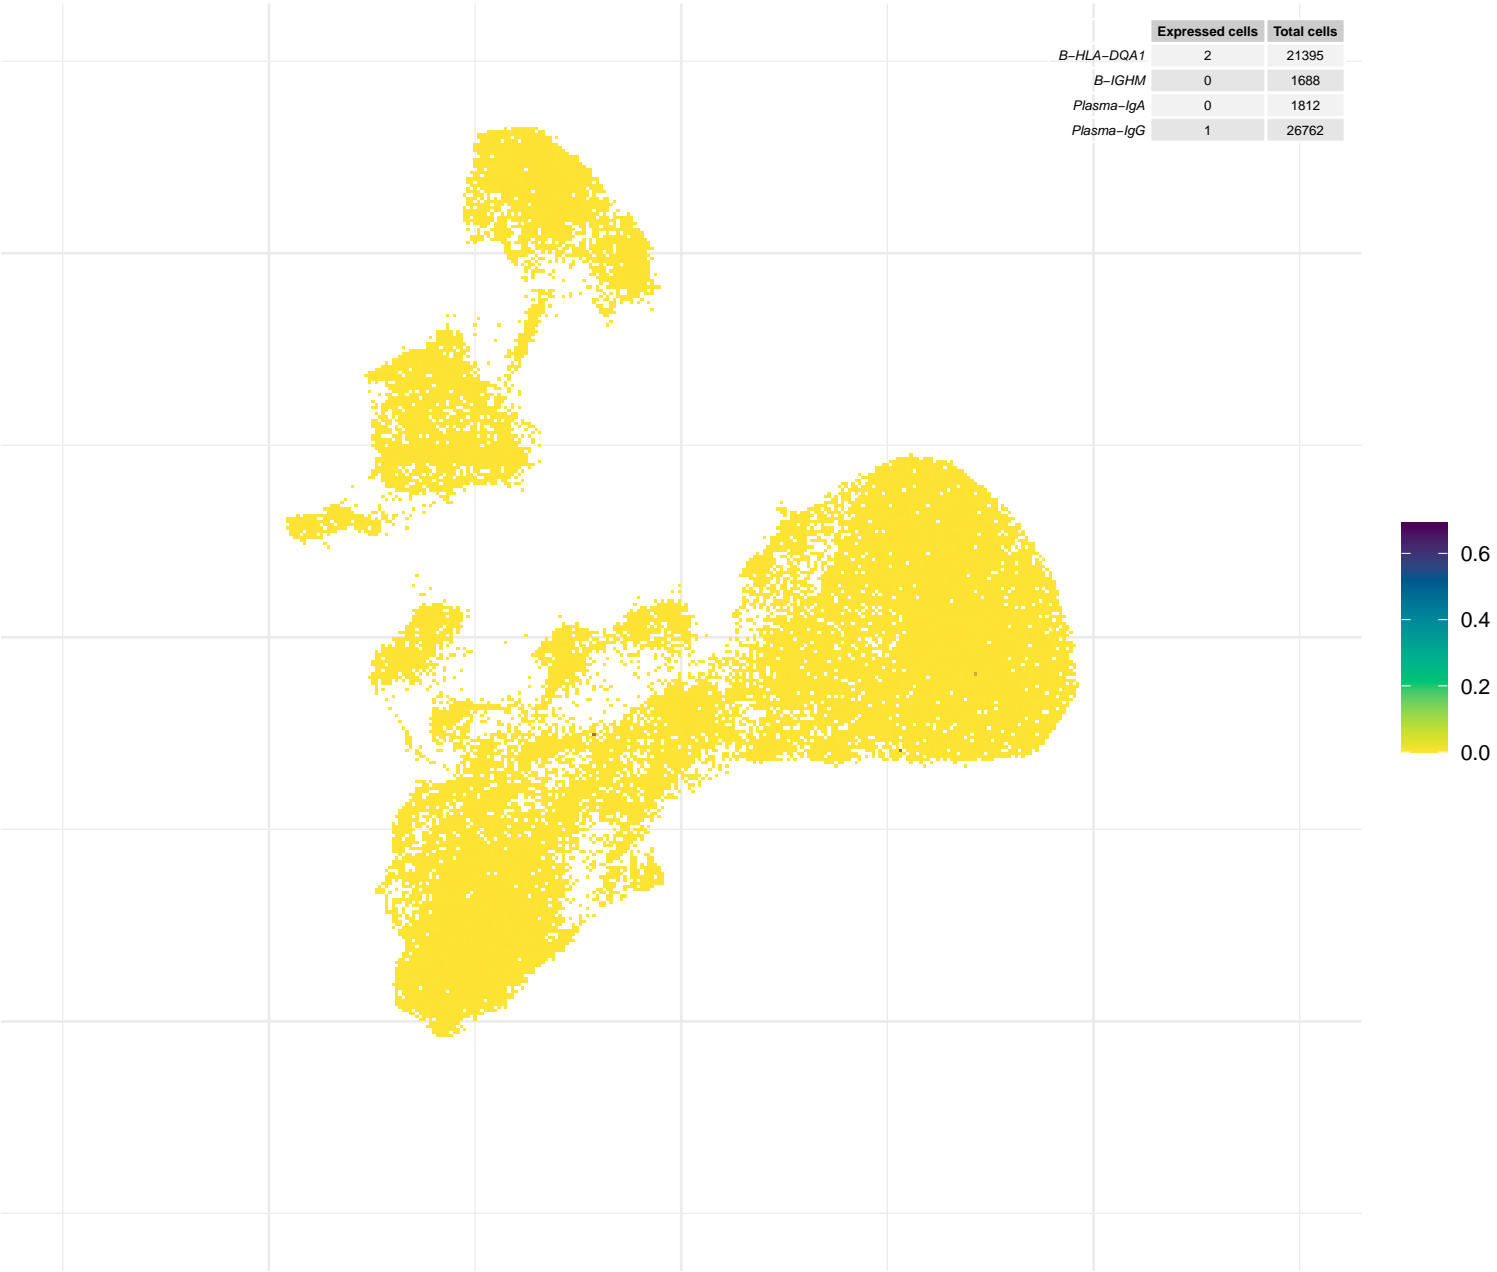 Expressed cells Total cells
B–HLA–DQA1 2 21395
B–IGHM 0 1688
Plasma–IgA 0 1812
Plasma–IgG 1 26762
0.6
0.4
0.2
0.0